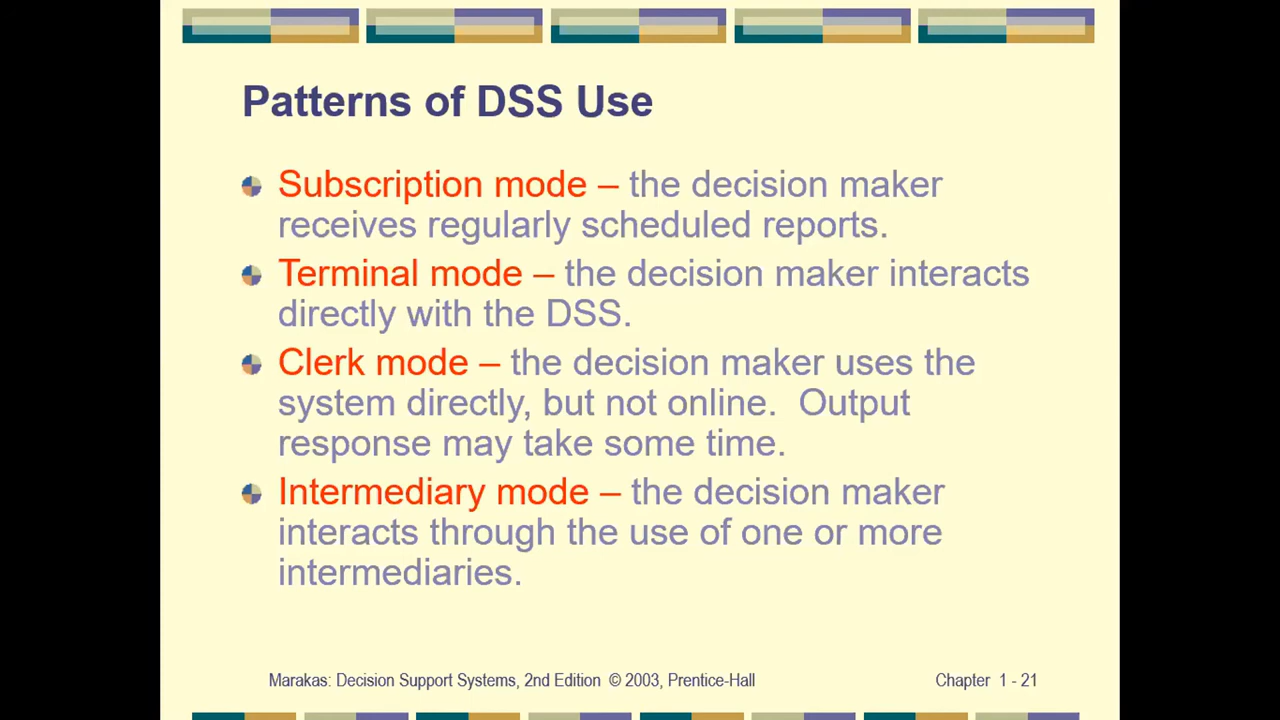 Patterns of DSS Use
Subscription mode – the decision maker
receives regularly scheduled reports.
Terminal mode – the decision maker interacts
directly with the DSS.
Clerk mode – the decision maker uses the
system directly, but not online.  Output
response may take some time.
Intermediary mode – the decision maker
interacts through the use of one or more
intermediaries.
Marakas: Decision Support Systems, 2nd Edition © 2003, Prentice-Hall
Chapter 1 - 21